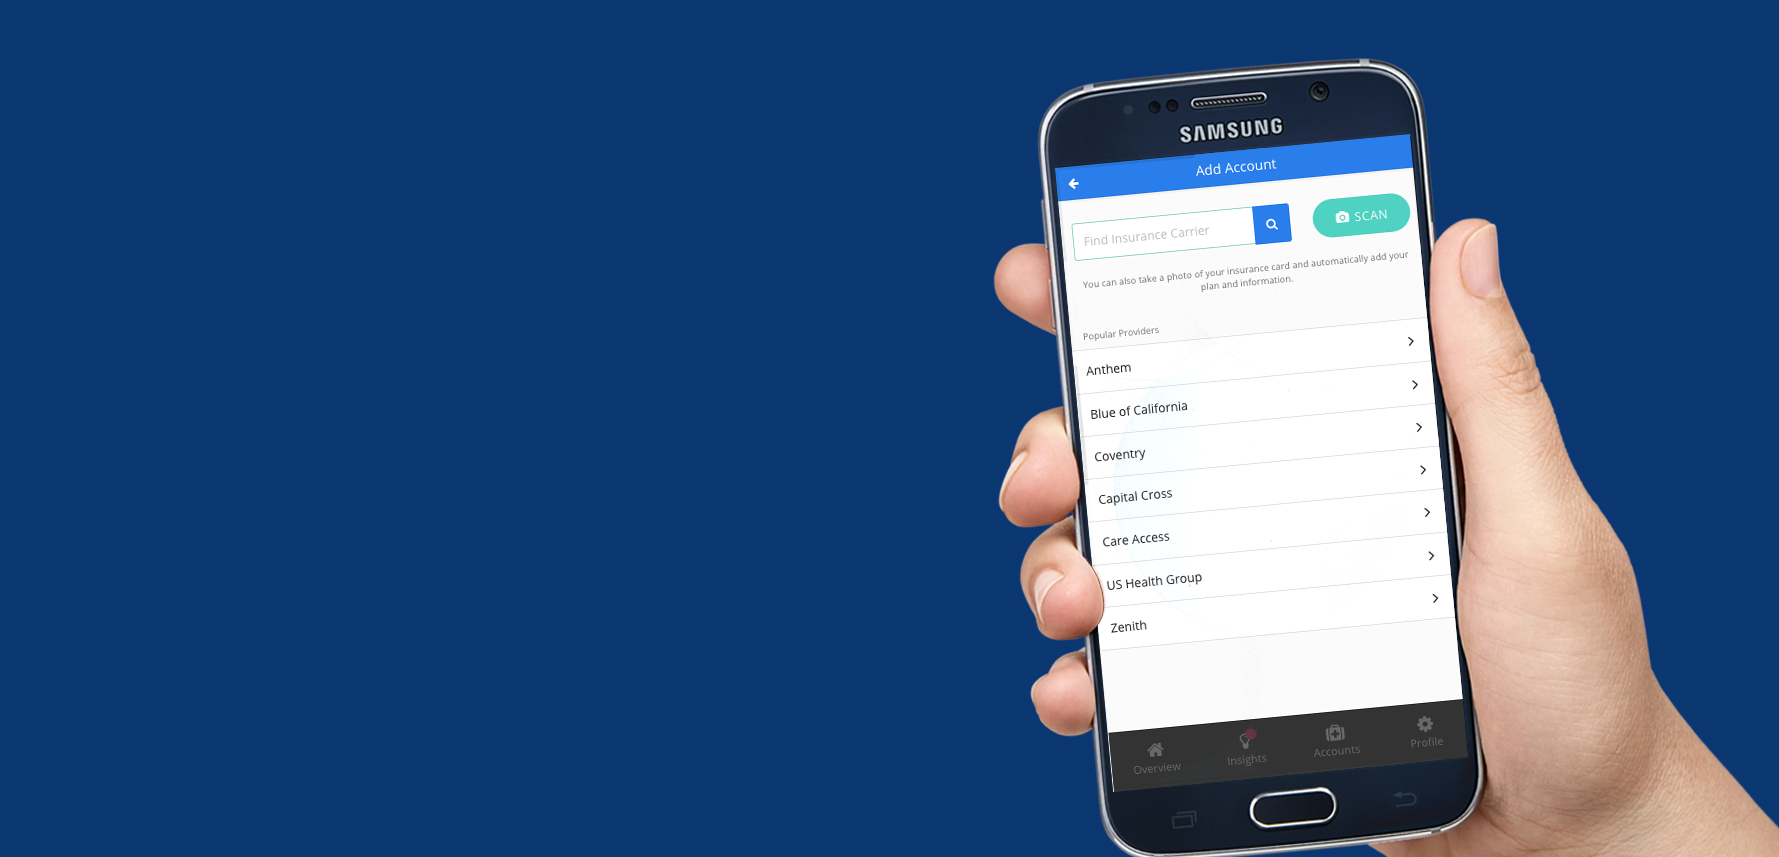 SAMSUNG
Add Account
Find Insurance Carrier
SCAN
You can also take a photo of your insurance card and automatically add your
plan and information.
Popular Providers
Anthem
Blue of California
Coventry
Capital Cross
Care Access
US Health Group
Zenith
Overview
Insights
Accounts
Profile